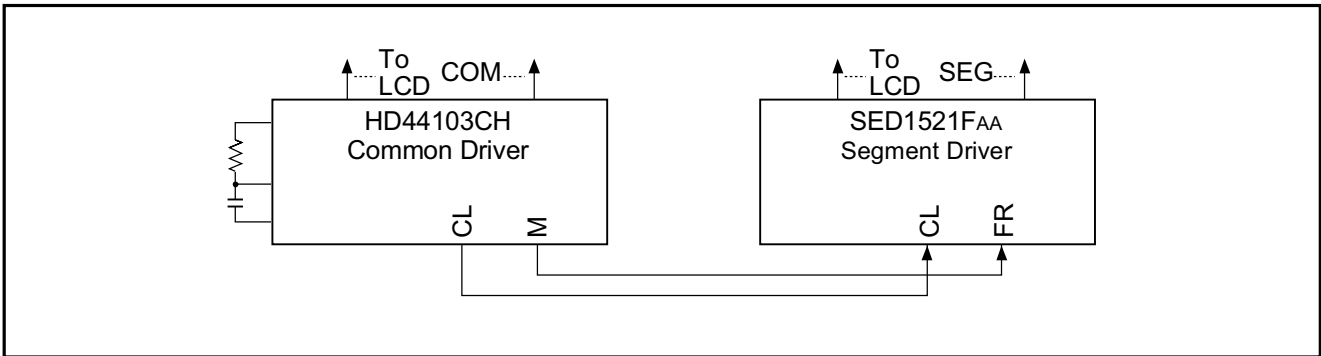 To
LCD COM
HD44103CH
Common Driver
CL M
To
LCD SEG
SED1521FAA
Segment Driver
CL FR